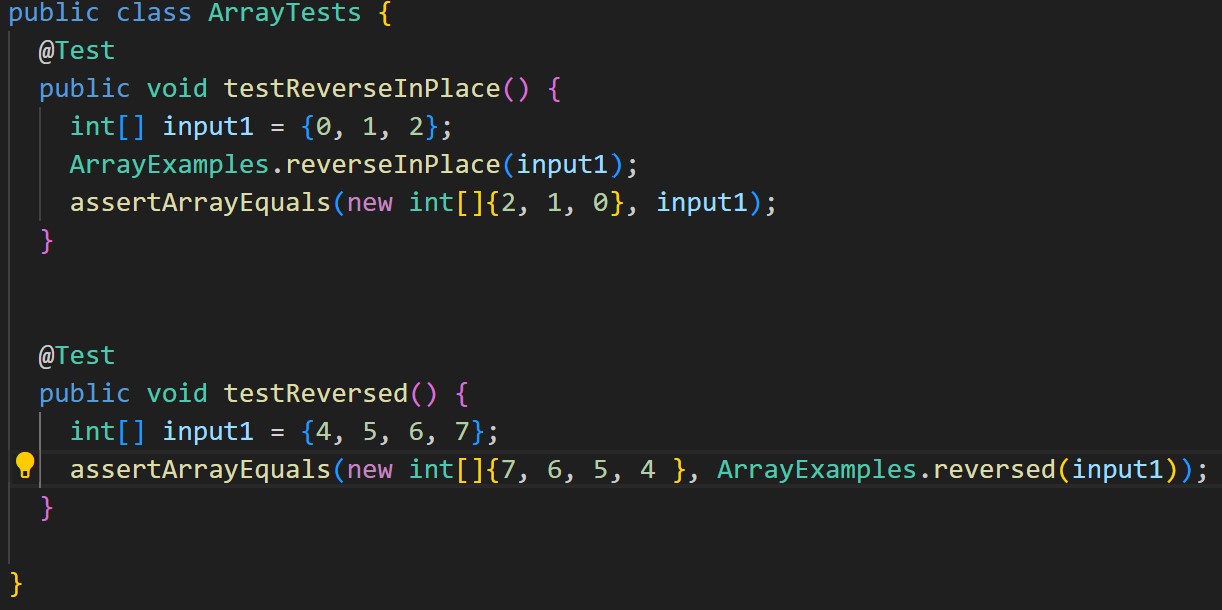 public class ArrayTests {
  @Test
  public void testReverseInPlace() {
    int[] input1 = {0, 1, 2};
    ArrayExamples.reverseInPlace(input1);
    assertArrayEquals(new int[]{2, 1, 0}, input1);
  }
  @Test
  public void testReversed() {
    int[] input1 = {4, 5, 6, 7};
    assertArrayEquals(new int[]{7, 6, 5, 4 }, ArrayExamples.reversed(input1));
  }
}